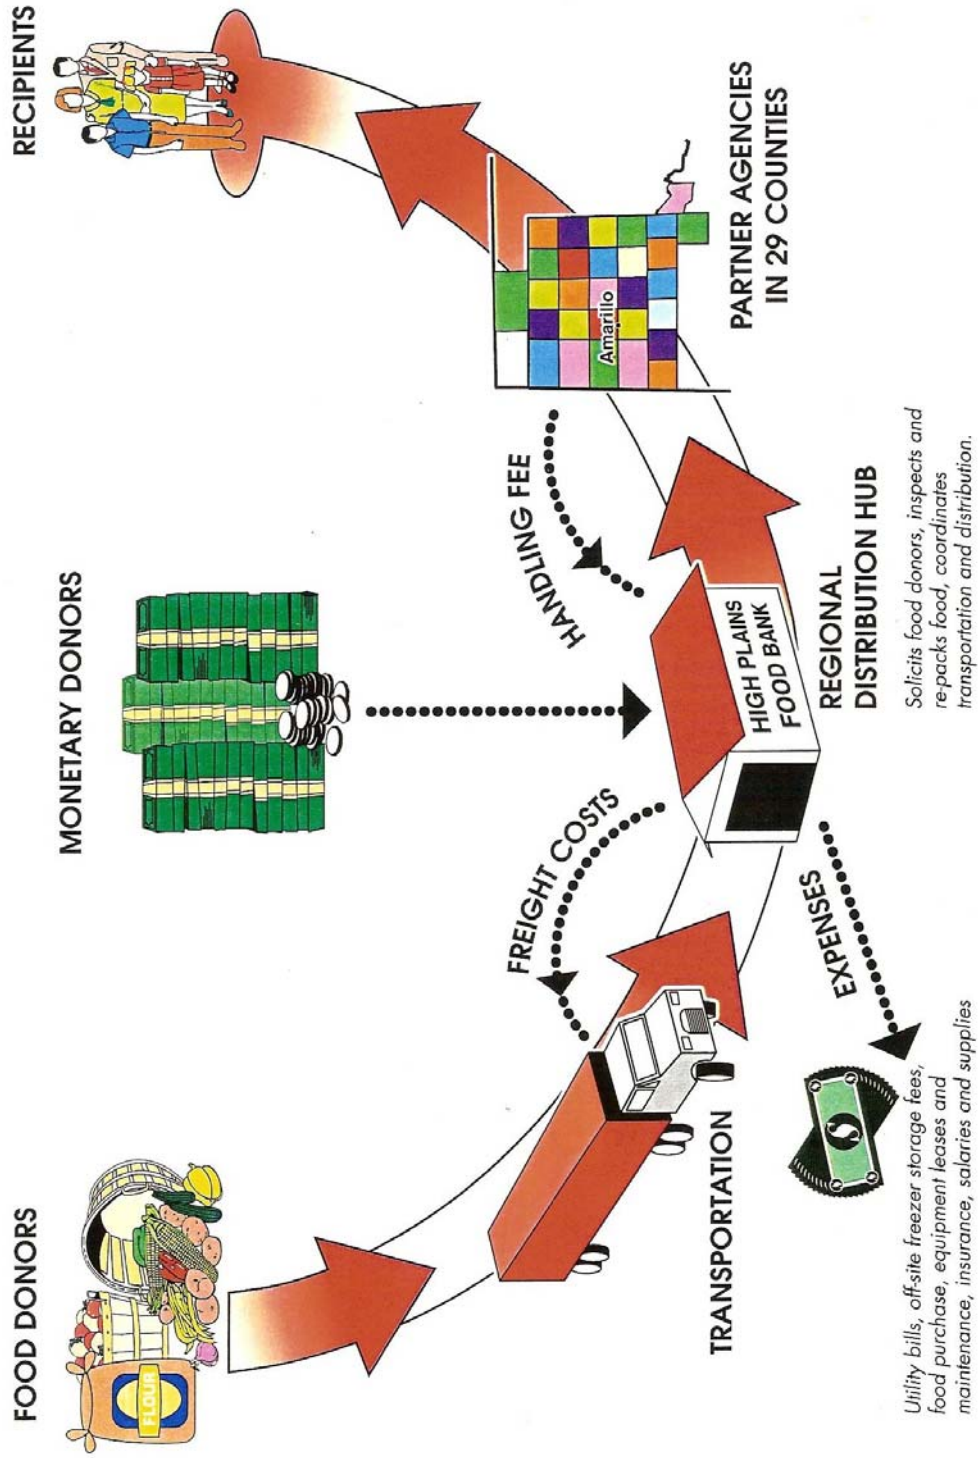 FOOD DONORS
MONETARY DONORS
RECIPIENTS
FLOUR
FREIGHT COSTS
HANDLING FEE
Amarillo
HIGH PLAINS
FOOD BANK
TRANSPORTATION
EXPENSES
REGIONAL
DISTRIBUTION HUB
Solicits food donors, inspects and
re-packs food, coordinates
transportation and distribution.
PARTNER AGENCIES
IN 29 COUNTIES
Utility bills, off-site freezer storage fees,
food purchase, equipment leases and
maintenance, insurance, salaries and supplies